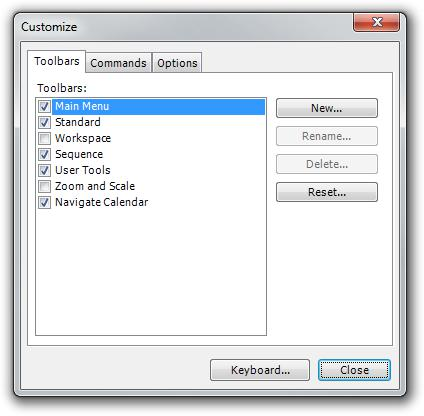 Customize
Toolbars Commands Options
Toolbars:
Main Menu
Standard
Workspace
Sequence
User Tools
Zoom and Scale
Navigate Calendar
New...
Rename...
Delete...
Reset...
Keyboard... Close